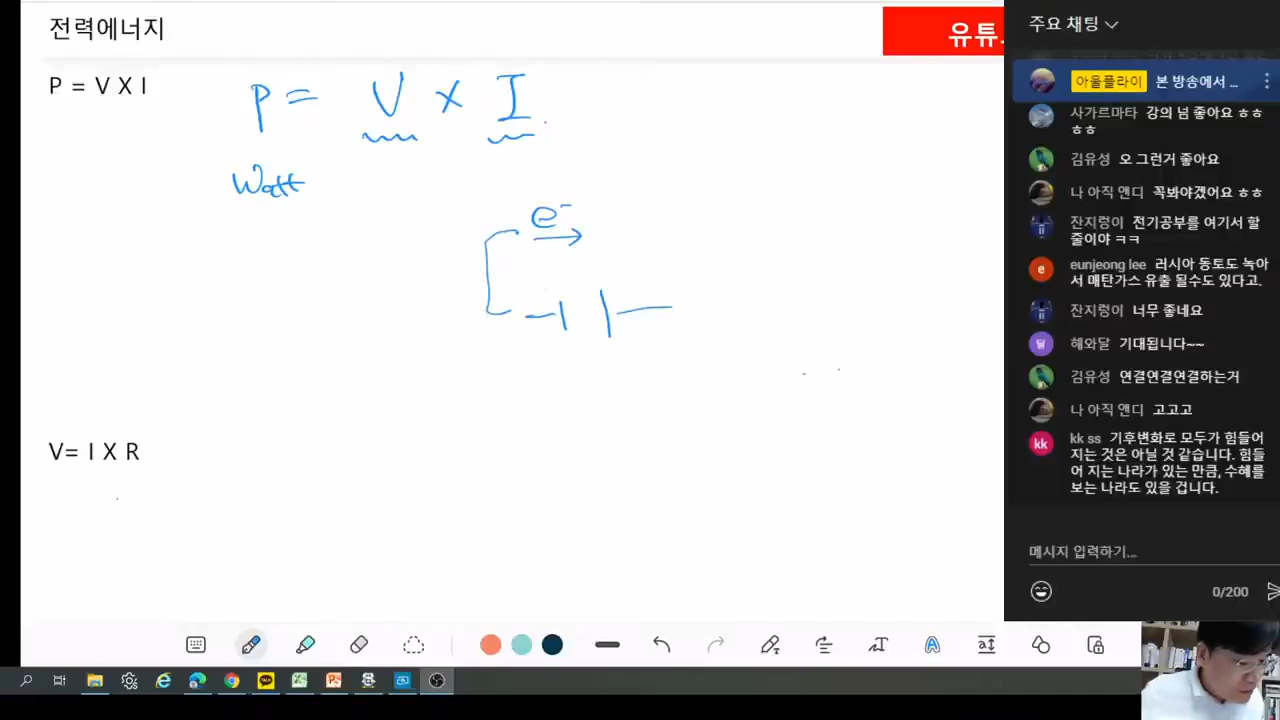 전력에너지
유튜
P = V X I
P = V x I
Watt
e-
V= I X R
주요 채팅
아울플라이 본 방송에서 ...
사가르마타 강의 넘 좋아요 ㅎㅎ
ㅎㅎ
김유성 오 그런거 좋아요
나 아직 앤디 꼭봐야겠어요 ㅎㅎ
잔지렁이 전기공부를 여기서 할
줄이야 ㅋㅋ
eunjeong lee 러시아 동토도 녹아
서 매탄가스 유출 될수도 있다고.
잔지렁이 너무 좋네요
달 해와달 기대됩니다~~
김유성 연결연결연결하는거
나 아직 앤디 고고고
kk kk ss 기후변화로 모두가 힘들어
지는 것은 아닐 것 같습니다. 힘들
어 지는 나라가 있는 만큼, 수혜를
보는 나라도 있을 겁니다.
메시지 입력하기...
0/200